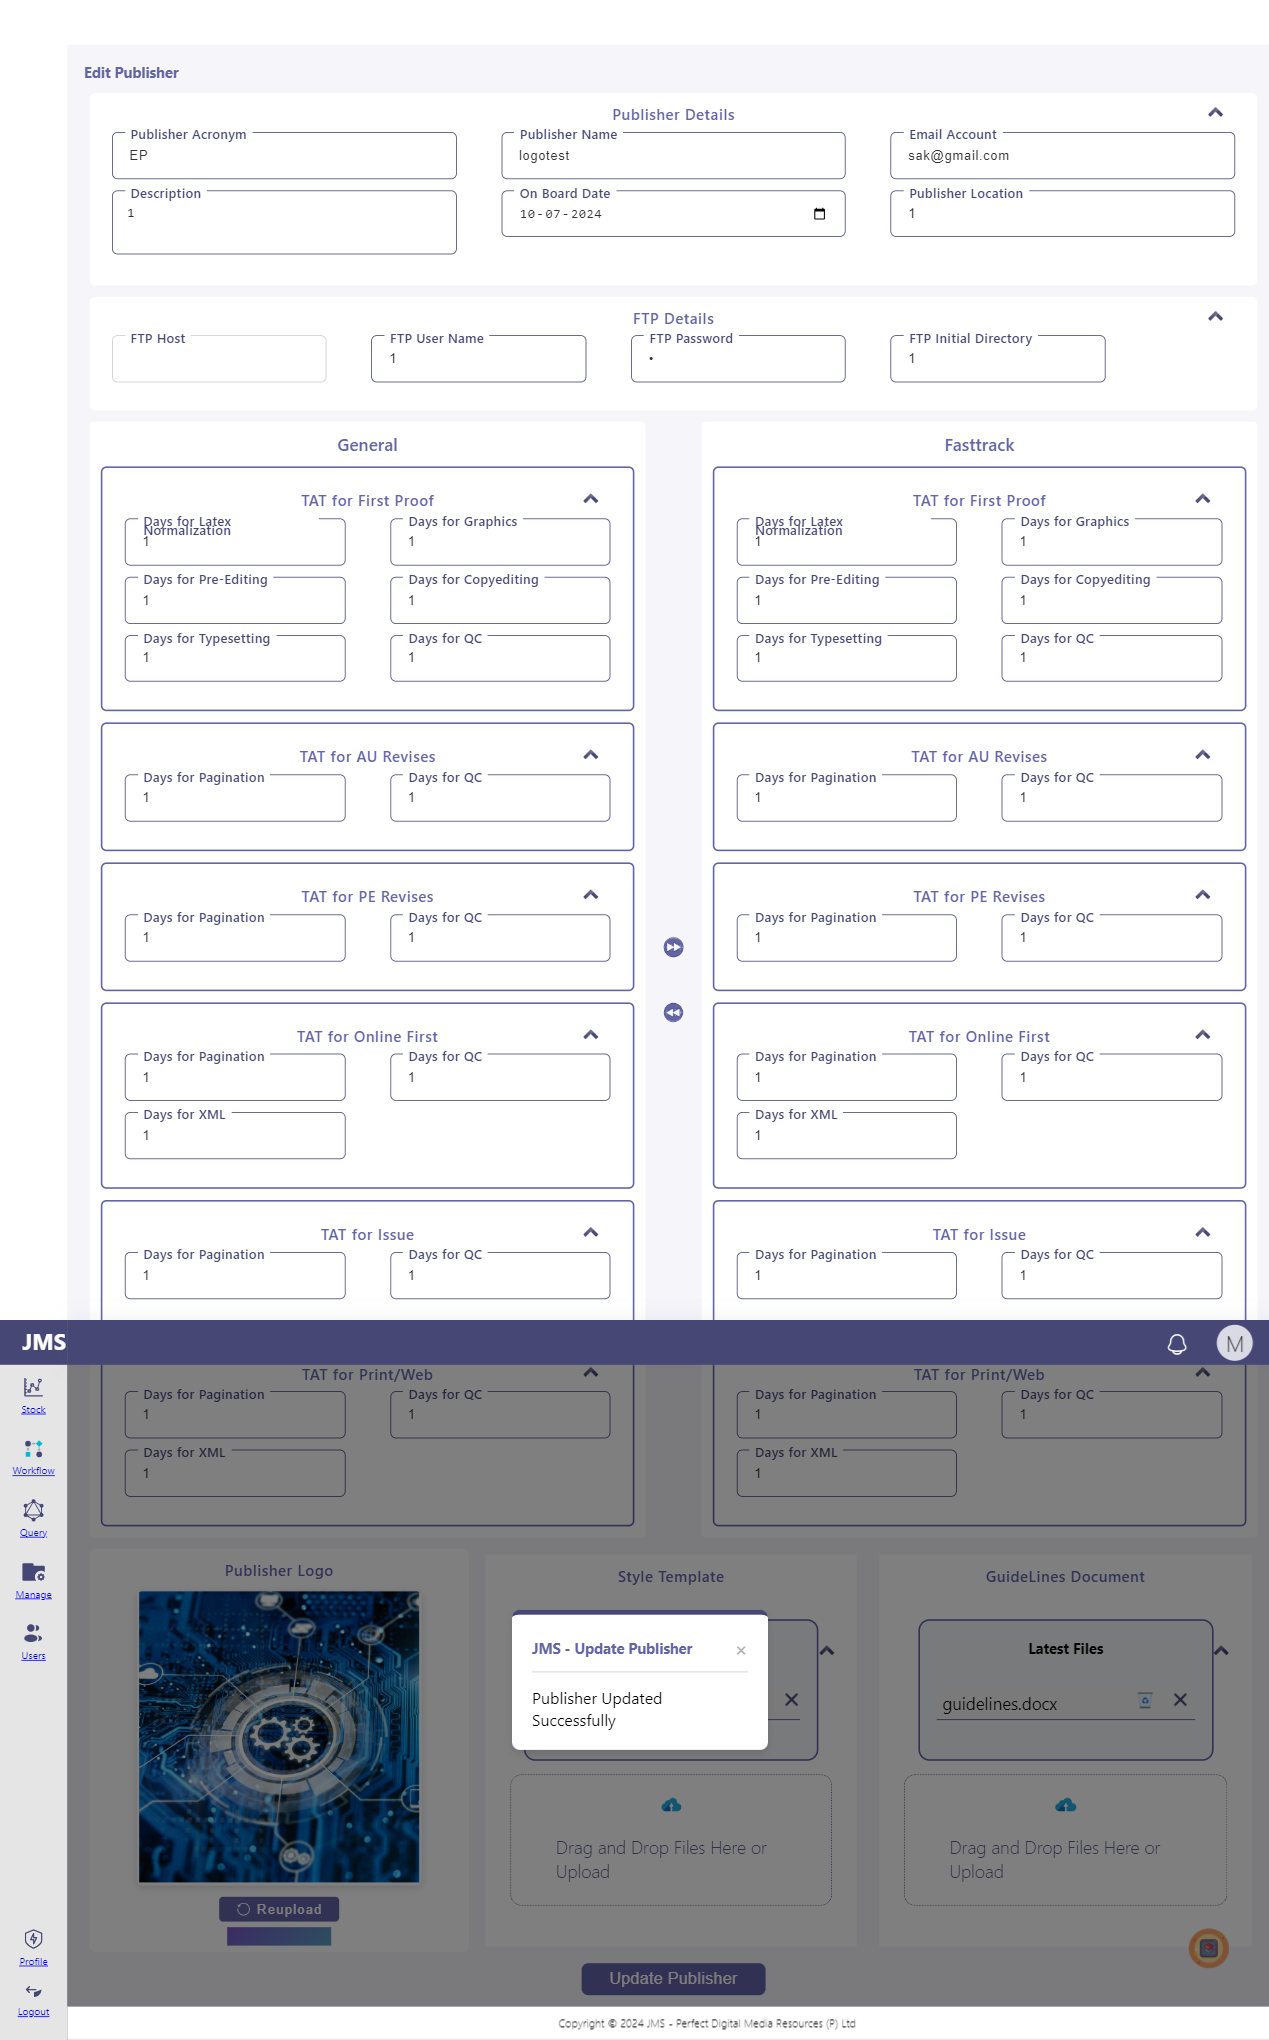 Edit Publisher
Publisher Details
Publisher Acronym
EP
Publisher Name
logotest
Email Account
sak@gmail.com
Description
1
On Board Date
10-07-2024
Publisher Location
1
FTP Details
FTP Host
FTP User Name
1
FTP Password
•
FTP Initial Directory
1
General
TAT for First Proof
Days for Latex
Normalization
1
Days for Graphics
1
Days for Pre-Editing
1
Days for Copyediting
1
Days for Typesetting
1
Days for QC
1
TAT for AU Revises
Days for Pagination
1
Days for QC
1
TAT for PE Revises
Days for Pagination
1
Days for QC
1
TAT for Online First
Days for Pagination
1
Days for QC
1
Days for XML
1
TAT for Issue
Days for Pagination
1
Days for QC
1
Fasttrack
TAT for First Proof
Days for Latex
Normalization
1
Days for Graphics
1
Days for Pre-Editing
1
Days for Copyediting
1
Days for Typesetting
1
Days for QC
1
TAT for AU Revises
Days for Pagination
1
Days for QC
1
TAT for PE Revises
Days for Pagination
1
Days for QC
1
TAT for Online First
Days for Pagination
1
Days for QC
1
Days for XML
1
TAT for Issue
Days for Pagination
1
Days for QC
1
JMS
M
Stock
Workflow
Query
Manage
Users
Profile
Logout
TAT for Print/Web
Days for Pagination
1
Days for QC
1
Days for XML
1
TAT for Print/Web
Days for Pagination
1
Days for QC
1
Days for XML
1
Publisher Logo
Reupload
Style Template
JMS - Update Publisher
×
Publisher Updated
Successfully
Drag and Drop Files Here or
Upload
GuideLines Document
Latest Files
guidelines.docx
Drag and Drop Files Here or
Upload
Update Publisher
Copyright © 2024 JMS - Perfect Digital Media Resources (P) Ltd